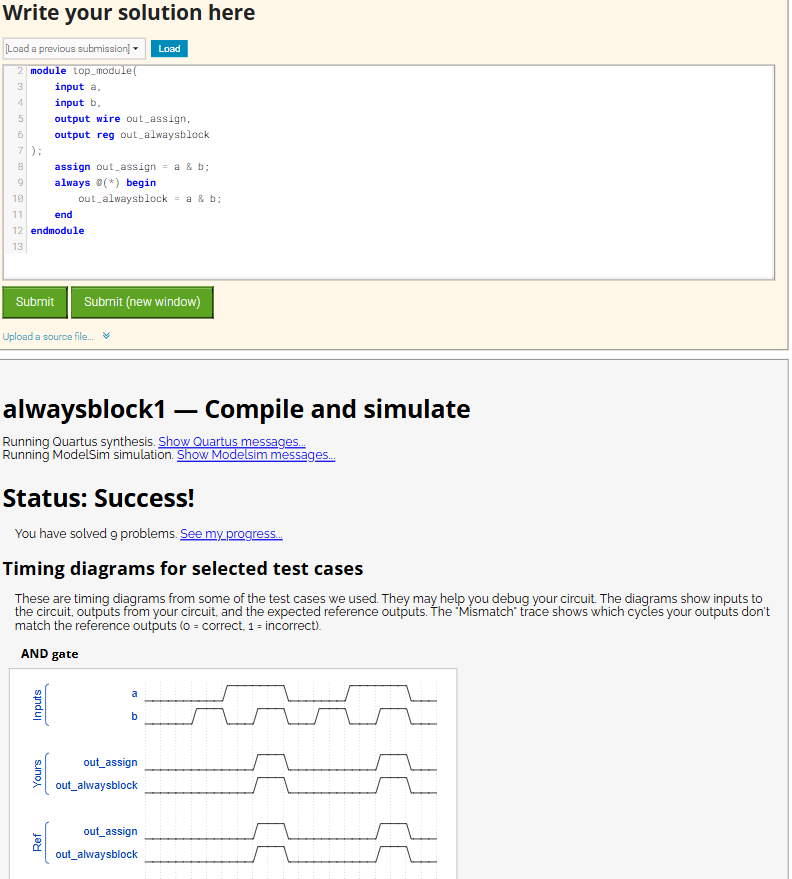 Write your solution here
[Load a previous submission] Load
2 module top_module(
3 input a,
4 input b,
5 output wire out_assign,
6 output reg out_alwaysblock
7 );
8 assign out_assign = a & b;
9 always @(*) begin
10 out_alwaysblock = a & b;
11 end
12 endmodule
13
Submit Submit (new window)
Upload a source file...
alwaysblock1 — Compile and simulate
Running Quartus synthesis. Show Quartus messages...
Running ModelSim simulation. Show Modelsim messages...
Status: Success!
You have solved 9 problems. See my progress...
Timing diagrams for selected test cases
These are timing diagrams from some of the test cases we used. They may help you debug your circuit. The diagrams show inputs to
the circuit, outputs from your circuit, and the expected reference outputs. The "Mismatch" trace shows which cycles your outputs don't
match the reference outputs (0 = correct, 1 = incorrect).
AND gate
Inputs
a
b
Yours
out_assign
out_alwaysblock
Ref
out_assign
out_alwaysblock